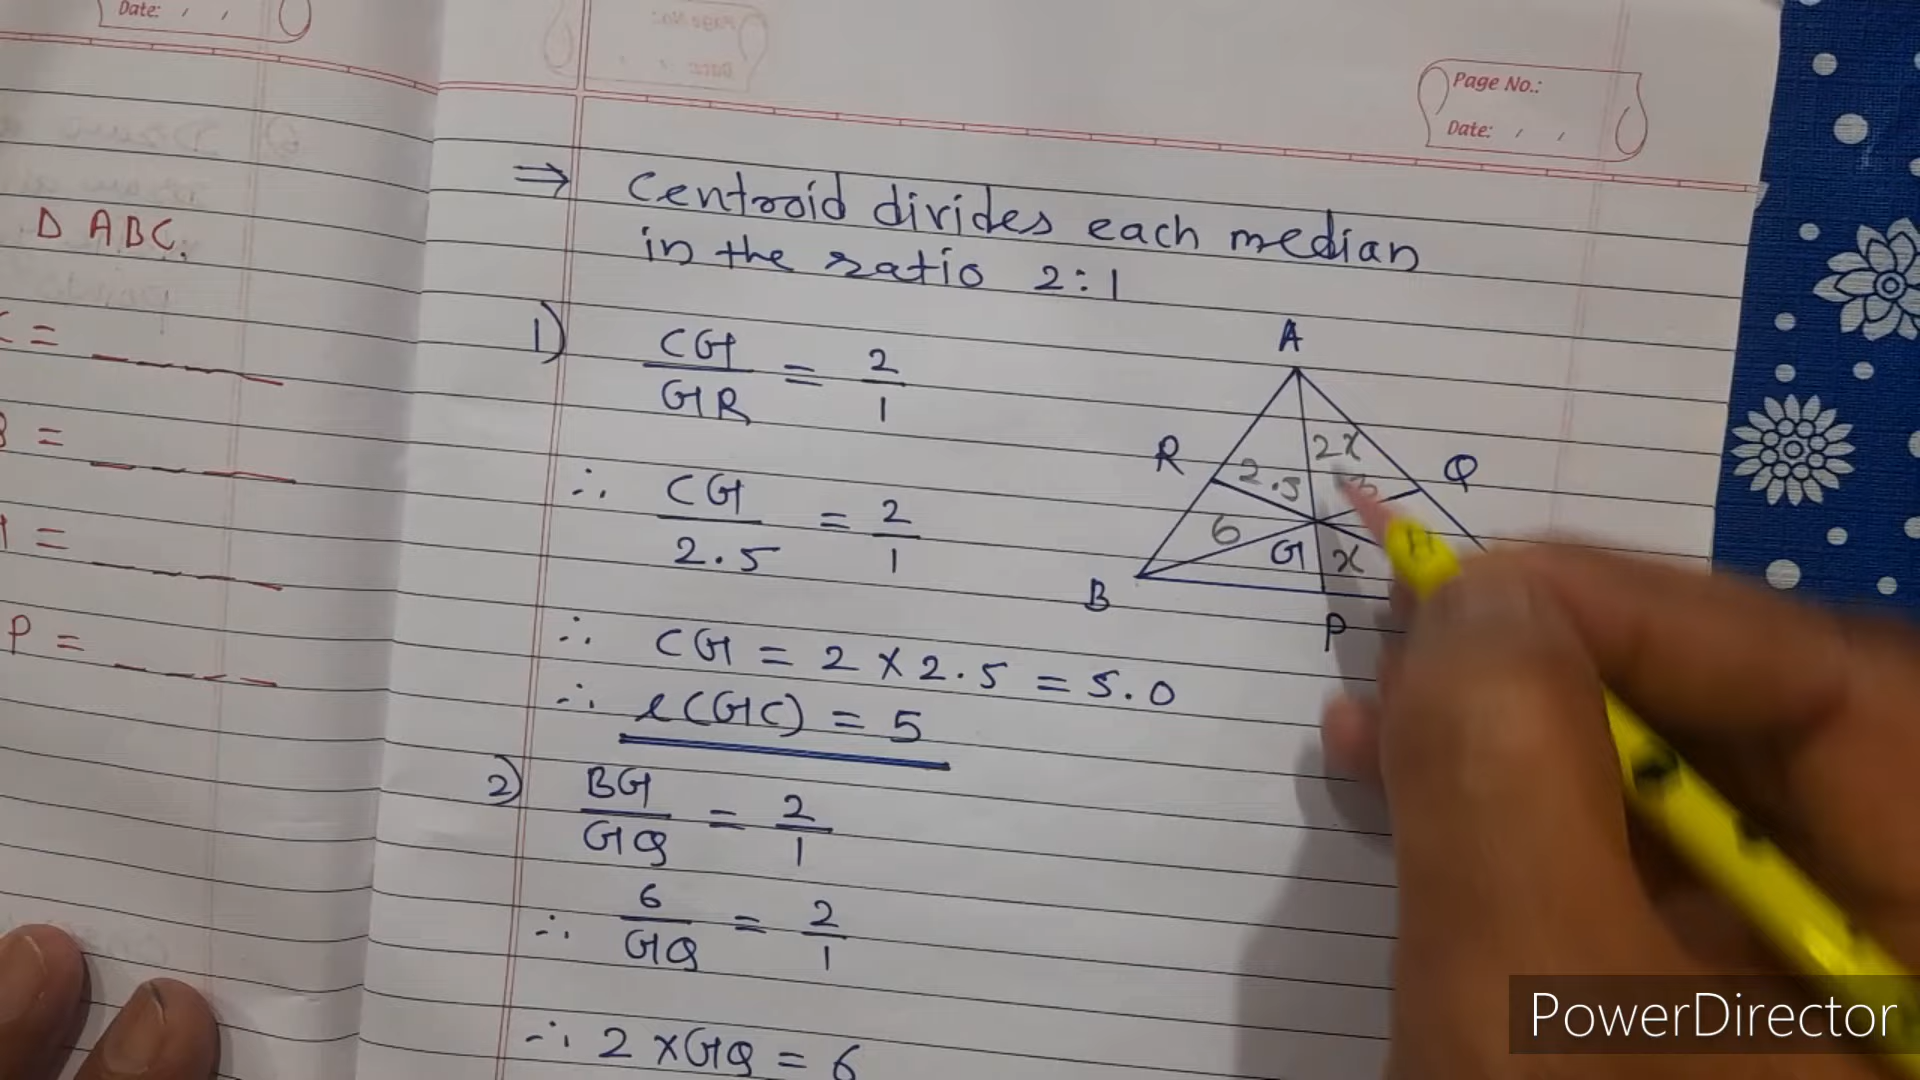 Date:
Page No.:
Date:
⇒ Centroid divides each median
in the ratio 2:1
D ABC.
1) CG/GR = 2/1
∴ CG/2.5 = 2/1
∴ CG = 2 × 2.5 = 5.0
∴ l(GC) = 5
2) BG/GQ = 2/1
∴ 6/GQ = 2/1
∴ 2 × GQ = 6
A
R 2.5 2x Q
6 G x
B
P
=
=
=
P =
PowerDirector